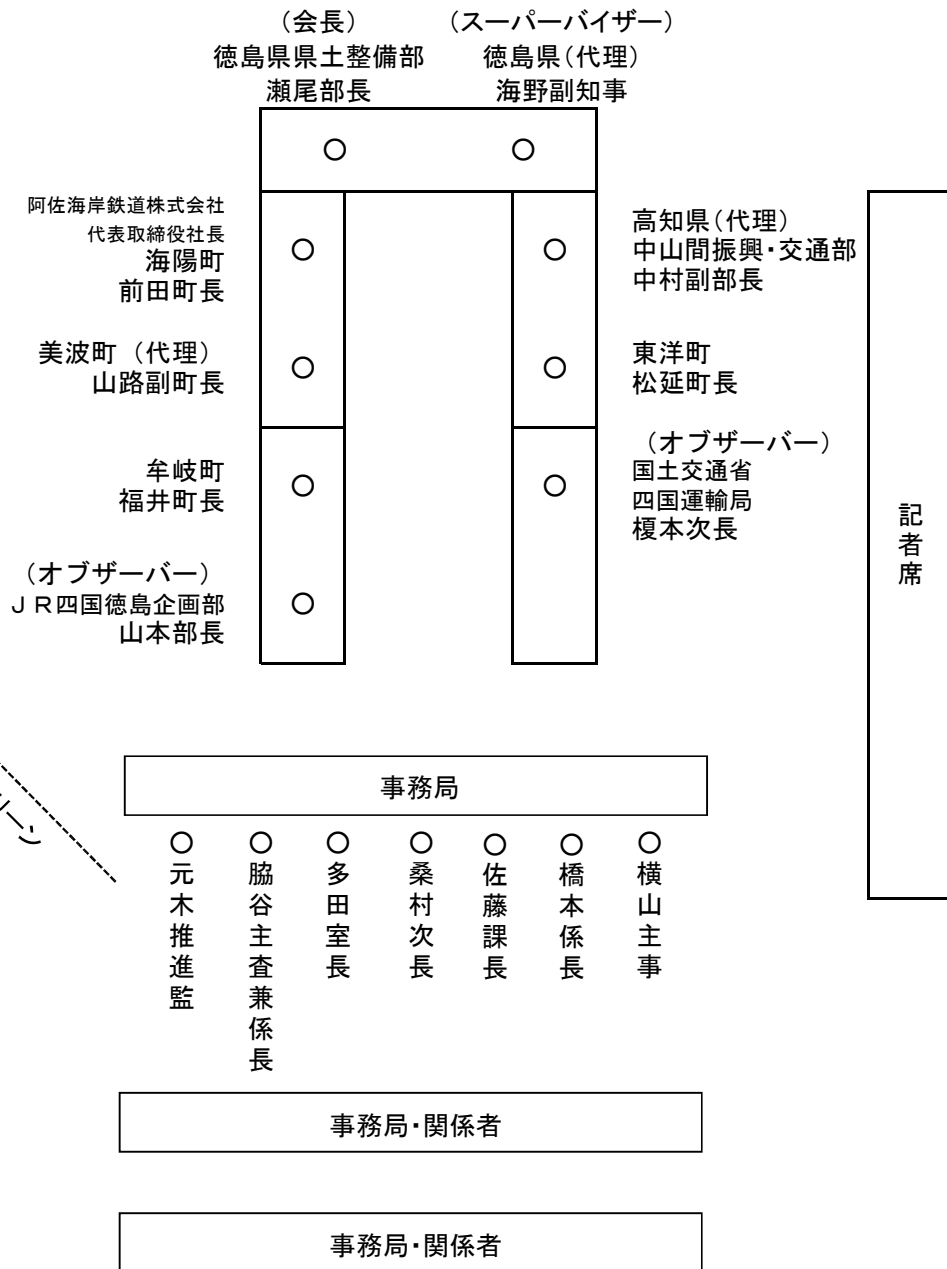 （会長）
徳島県県土整備部
瀬尾部長
（スーパーバイザー）
徳島県（代理）
海野副知事
阿佐海岸鉄道株式会社
代表取締役社長
海陽町
前田町長
高知県（代理）
中山間振興・交通部
中村副部長
美波町（代理）
山路副町長
東洋町
松延町長
牟岐町
福井町長
（オブザーバー）
国土交通省
四国運輸局
榎本次長
（オブザーバー）
ＪＲ四国徳島企画部
山本部長
記者席
リーン
事務局
元木推進監
脇谷主査兼係長
多田室長
桑村次長
佐藤課長
橋本係長
横山主事
事務局・関係者
事務局・関係者